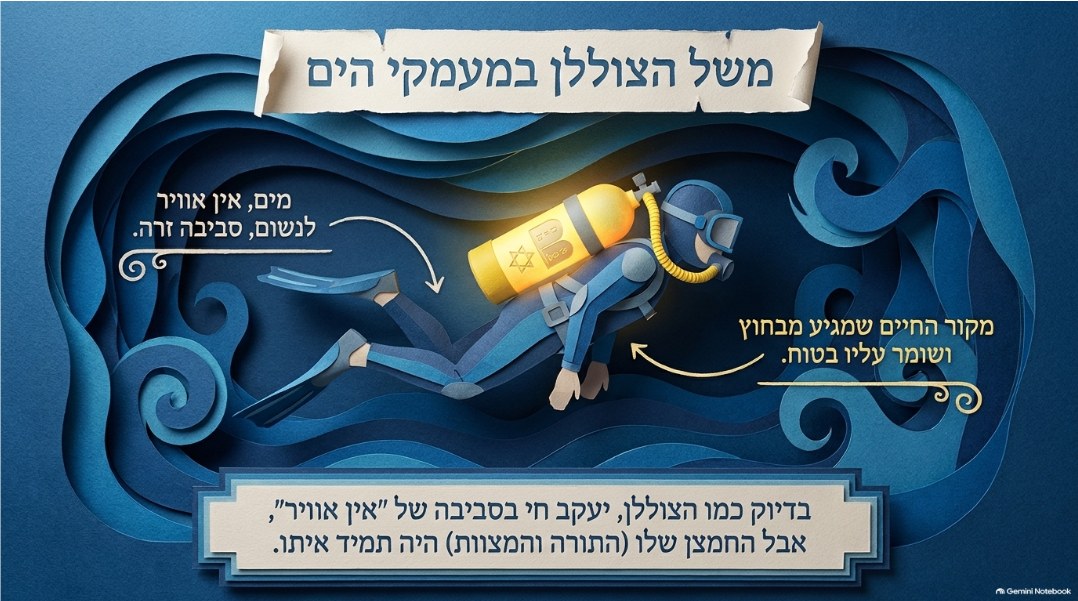 משל הצוללן במעמקי הים
מים, אין אוויר
לנשום, סביבה זרה.
מקור החיים שמגיע מבחוץ
ושומר עליו בטוח.
בדיוק כמו הצוללן, יעקב חי בסביבה של "אין אוויר",
אבל החמצן שלו (התורה והמצוות) היה תמיד איתו.
Gemini Notebook